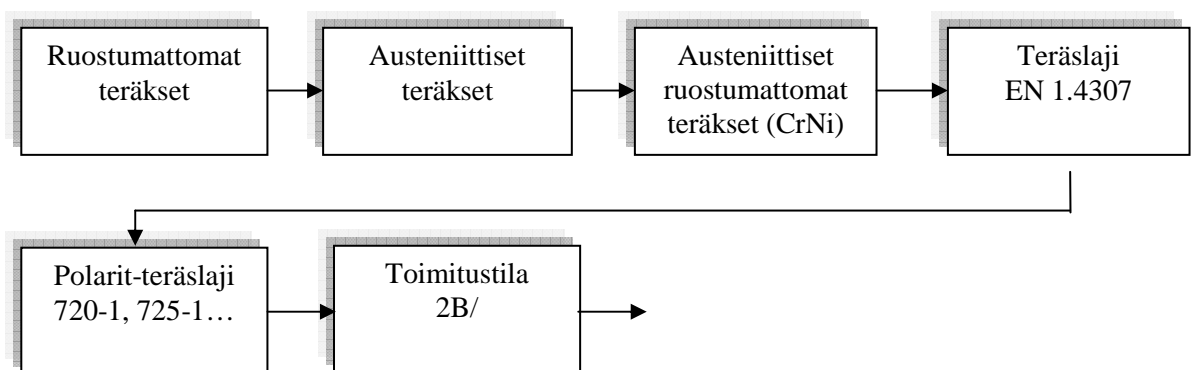 Ruostumattomat
teräkset
Austeniittiset
teräkset
Austeniittiset
ruostumattomat
teräkset (CrNi)
Teräslaji
EN 1.4307
Polarit-teräslaji
720-1, 725-1…
Toimitustila
2B/